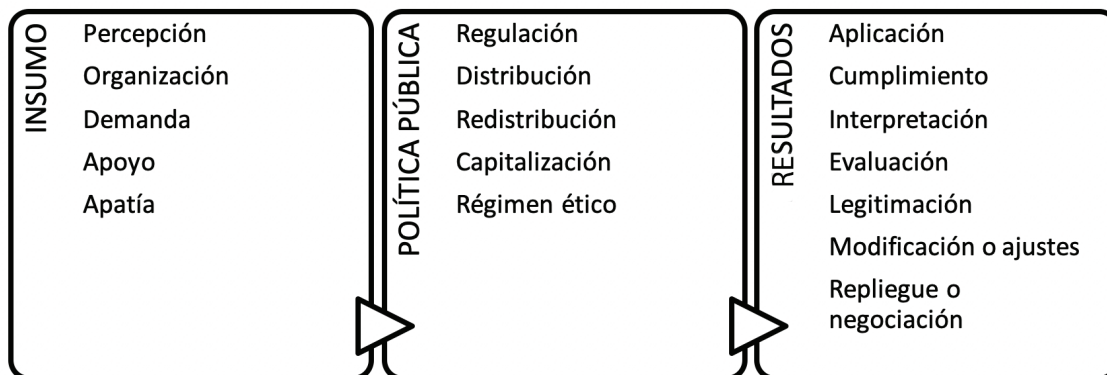 INSUMO
Percepción
Organización
Demanda
Apoyo
Apatía
POLÍTICA PÚBLICA
Regulación
Distribución
Redistribución
Capitalización
Régimen ético
RESULTADOS
Aplicación
Cumplimiento
Interpretación
Evaluación
Legitimación
Modificación o ajustes
Repliegue o
negociación